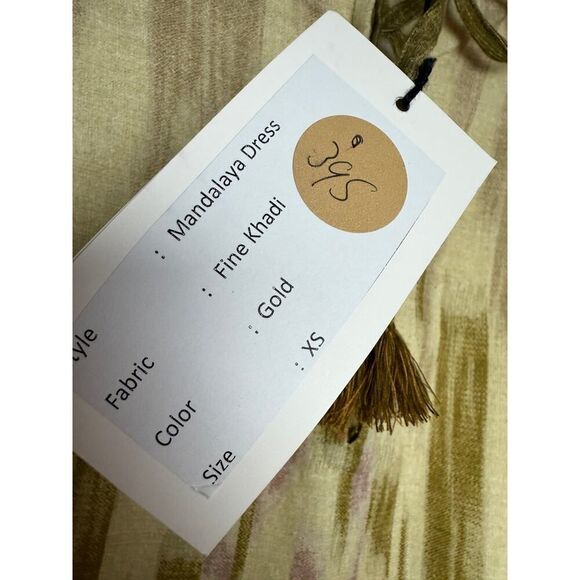 tyle : Mandalaya Dress
Fabric : Fine Khadi
Color : Gold
Size : XS
395